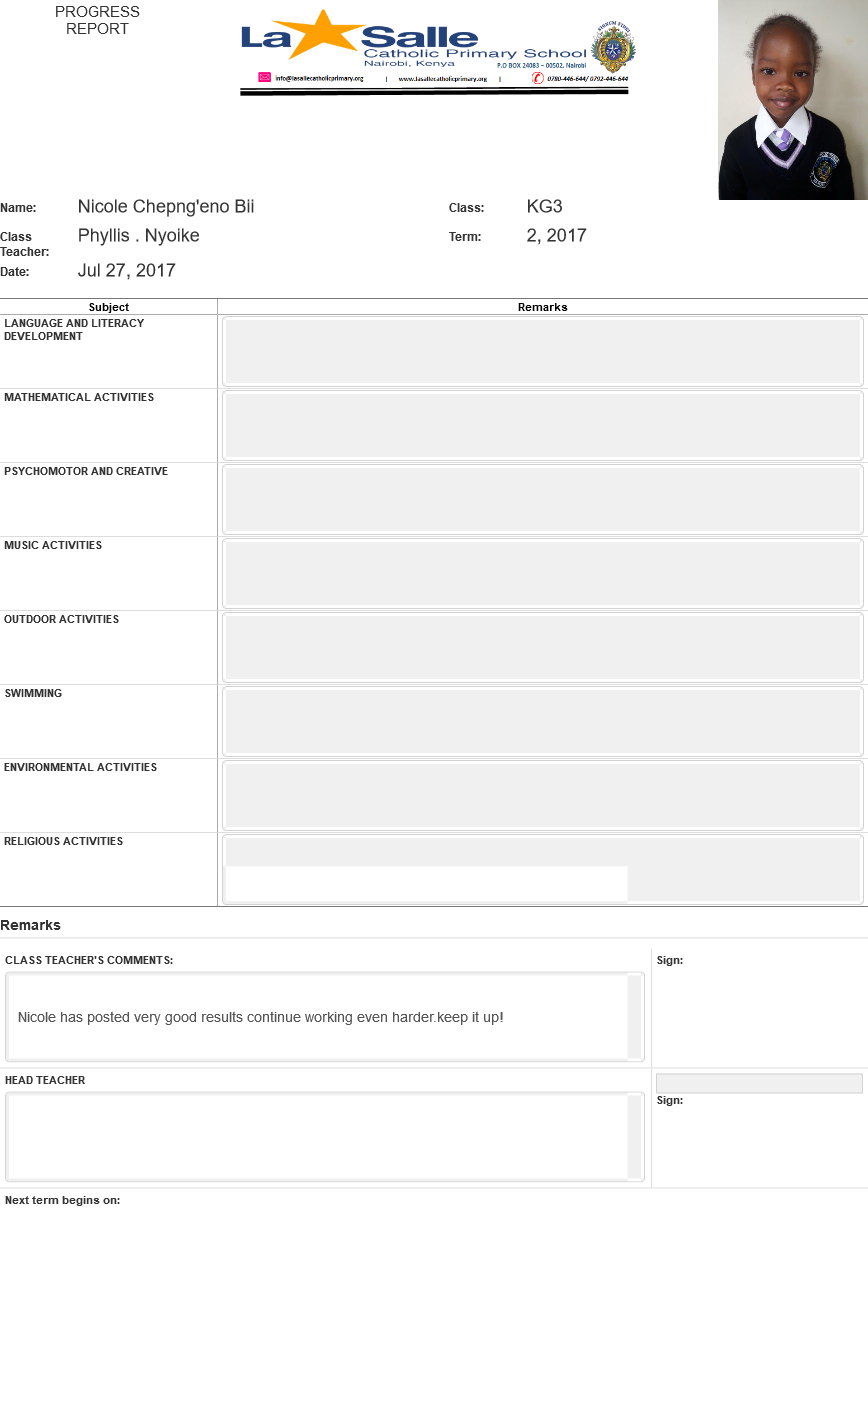 PROGRESS
REPORT
La Salle
Catholic Primary School
Nairobi, Kenya
P.O BOX 24083 – 00502, Nairobi
info@lasallecatholicprimary.org | www.lasallecatholicprimary.org | 0780-446-644/ 0792-446-644
Name: Nicole Chepng'eno Bii Class: KG3
Class Teacher: Phyllis . Nyoike Term: 2, 2017
Date: Jul 27, 2017
Subject Remarks
LANGUAGE AND LITERACY
DEVELOPMENT
MATHEMATICAL ACTIVITIES
PSYCHOMOTOR AND CREATIVE
MUSIC ACTIVITIES
OUTDOOR ACTIVITIES
SWIMMING
ENVIRONMENTAL ACTIVITIES
RELIGIOUS ACTIVITIES
Remarks
CLASS TEACHER'S COMMENTS: Sign:
Nicole has posted very good results continue working even harder.keep it up!
HEAD TEACHER
Sign:
Next term begins on: